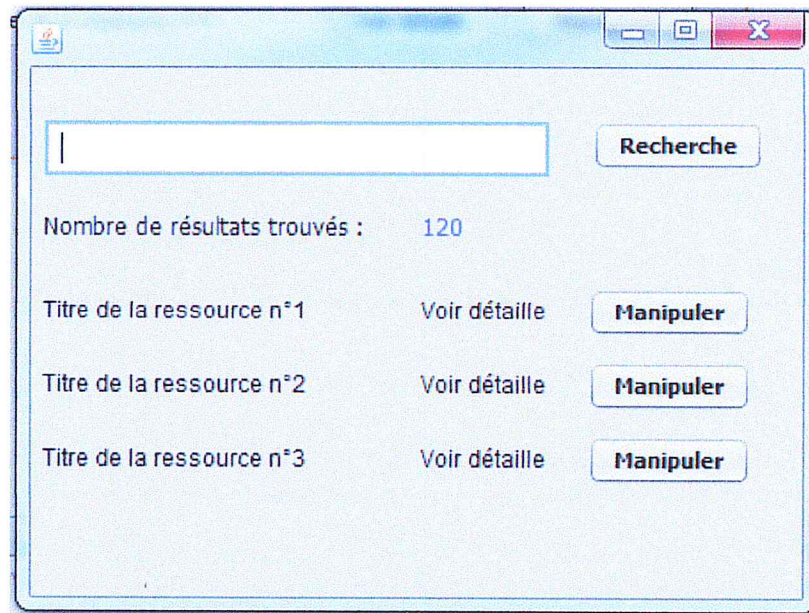 Recherche
Nombre de résultats trouvés : 120
Titre de la ressource n°1 Voir détaille Manipuler
Titre de la ressource n°2 Voir détaille Manipuler
Titre de la ressource n°3 Voir détaille Manipuler